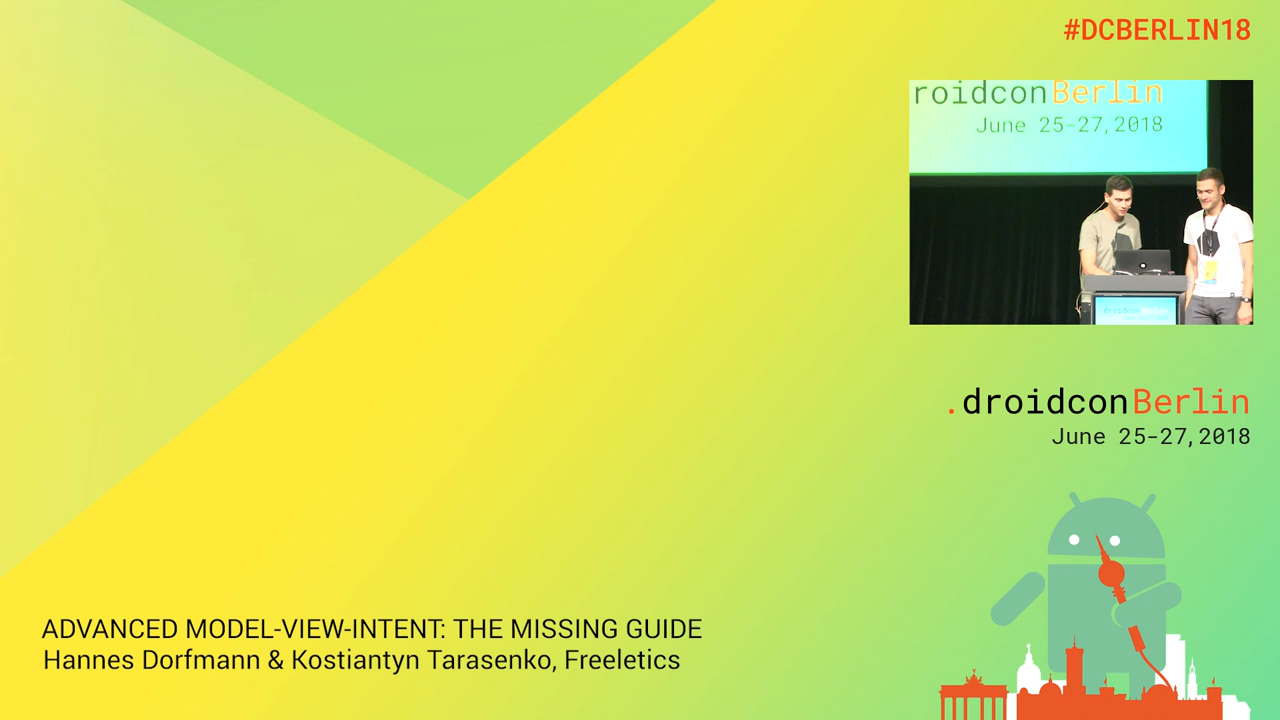 #DCBERLIN18
roidconBerlin
June 25-27, 2018
droidconBerlin
.droidconBerlin
June 25-27, 2018
ADVANCED MODEL-VIEW-INTENT: THE MISSING GUIDE
Hannes Dorfmann & Kostiantyn Tarasenko, Freeletics